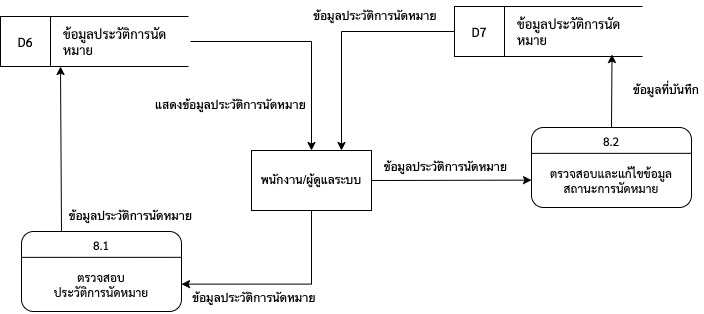 ข้อมูลประวัติการนัดหมาย
D6
ข้อมูลประวัติการนัด
หมาย
D7
ข้อมูลประวัติการนัด
หมาย
แสดงข้อมูลประวัติการนัดหมาย
ข้อมูลที่บันทึก
8.2
ตรวจสอบและแก้ไขข้อมูล
สถานะการนัดหมาย
พนักงาน/ผู้ดูแลระบบ
ข้อมูลประวัติการนัดหมาย
ข้อมูลประวัติการนัดหมาย
8.1
ตรวจสอบ
ประวัติการนัดหมาย
ข้อมูลประวัติการนัดหมาย